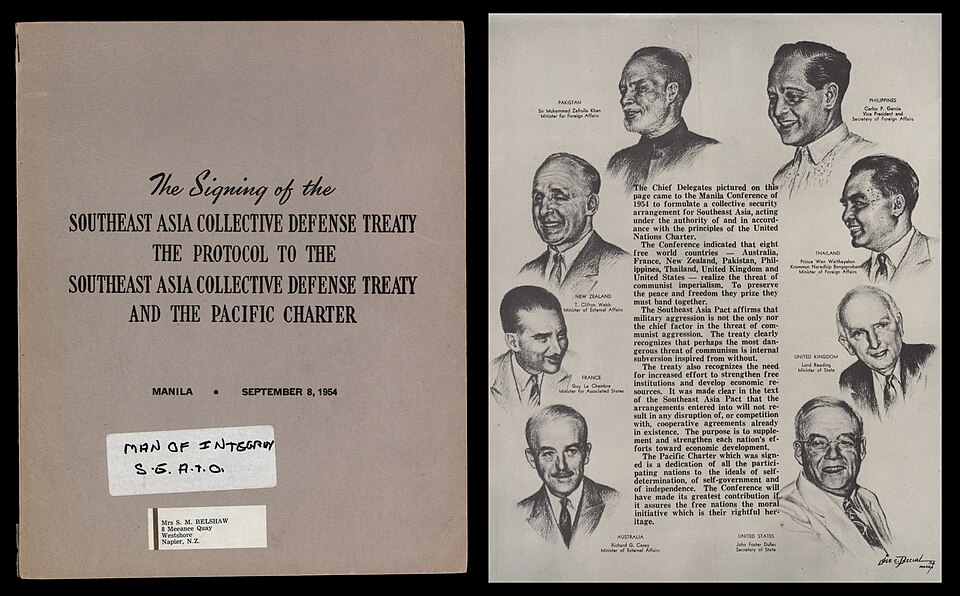 The Signing of the
SOUTHEAST ASIA COLLECTIVE DEFENSE TREATY
THE PROTOCOL TO THE
SOUTHEAST ASIA COLLECTIVE DEFENSE TREATY
AND THE PACIFIC CHARTER
MANILA • SEPTEMBER 8, 1954
MAN OF INTEGRITY
S.E.A.T.O.
Mrs S. M. BELSHAW
8 Meeanee Quay
Westshore
Napier, N.Z.
PAKISTAN
Sir Muhammad Zafrulla Khan
Minister for Foreign Affairs
PHILIPPINES
Carlos P. Garcia
Vice President and
Secretary of Foreign Affairs
The Chief Delegates pictured on this
page came to the Manila Conference of
1954 to formulate a collective security
arrangement for Southeast Asia, acting
under the authority of and in accord-
ance with the principles of the United
Nations Charter.
The Conference indicated that eight
free world countries — Australia,
France, New Zealand, Pakistan, Phil-
ippines, Thailand, United Kingdom and
United States — realize the threat of
communist imperialism. To preserve
the peace and freedom they prize they
must band together.
The Southeast Asia Pact affirms that
military aggression is not the only nor
the chief factor in the threat of com-
munist aggression. The treaty clearly
recognizes that perhaps the most dan-
gerous threat of communism is internal
subversion inspired from without.
The treaty also recognizes the need
for increased effort to strengthen free
institutions and develop economic re-
sources. It was made clear in the text
of the Southeast Asia Pact that the
arrangements entered into will not re-
sult in any disruption of, or competition
with, cooperative agreements already
in existence. The purpose is to supple-
ment and strengthen each nation's ef-
forts toward economic development.
The Pacific Charter which was sign-
ed is a dedication of all the partici-
pating nations to the ideals of self-
determination, of self-government and
of independence. The Conference will
have made its greatest contribution if
it assures the free nations the moral
initiative which is their rightful her-
itage.
THAILAND
Prince Wan Waithayakon
Krommun Naradhip Bongsprabandh
Minister of Foreign Affairs
NEW ZEALAND
T. Clifton Webb
Minister of External Affairs
FRANCE
Guy La Chambre
Minister for Associated States
UNITED KINGDOM
Lord Reading
Minister of State
AUSTRALIA
Richard G. Casey
Minister of External Affairs
UNITED STATES
John Foster Dulles
Secretary of State